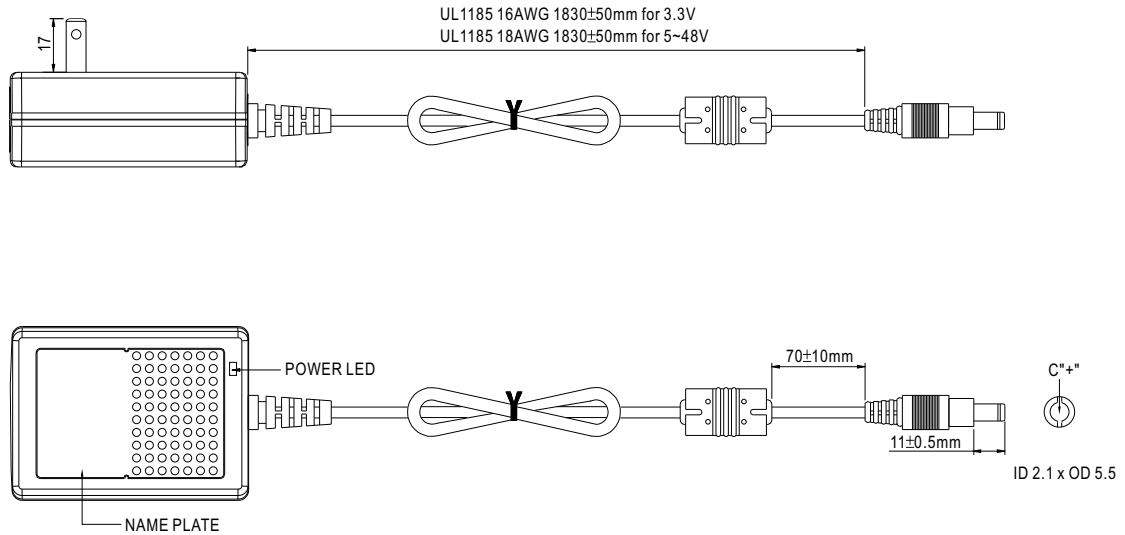 UL1185 16AWG 1830±50mm for 3.3V
UL1185 18AWG 1830±50mm for 5~48V
17
POWER LED
70±10mm
C"+"
11±0.5mm
ID 2.1 x OD 5.5
NAME PLATE